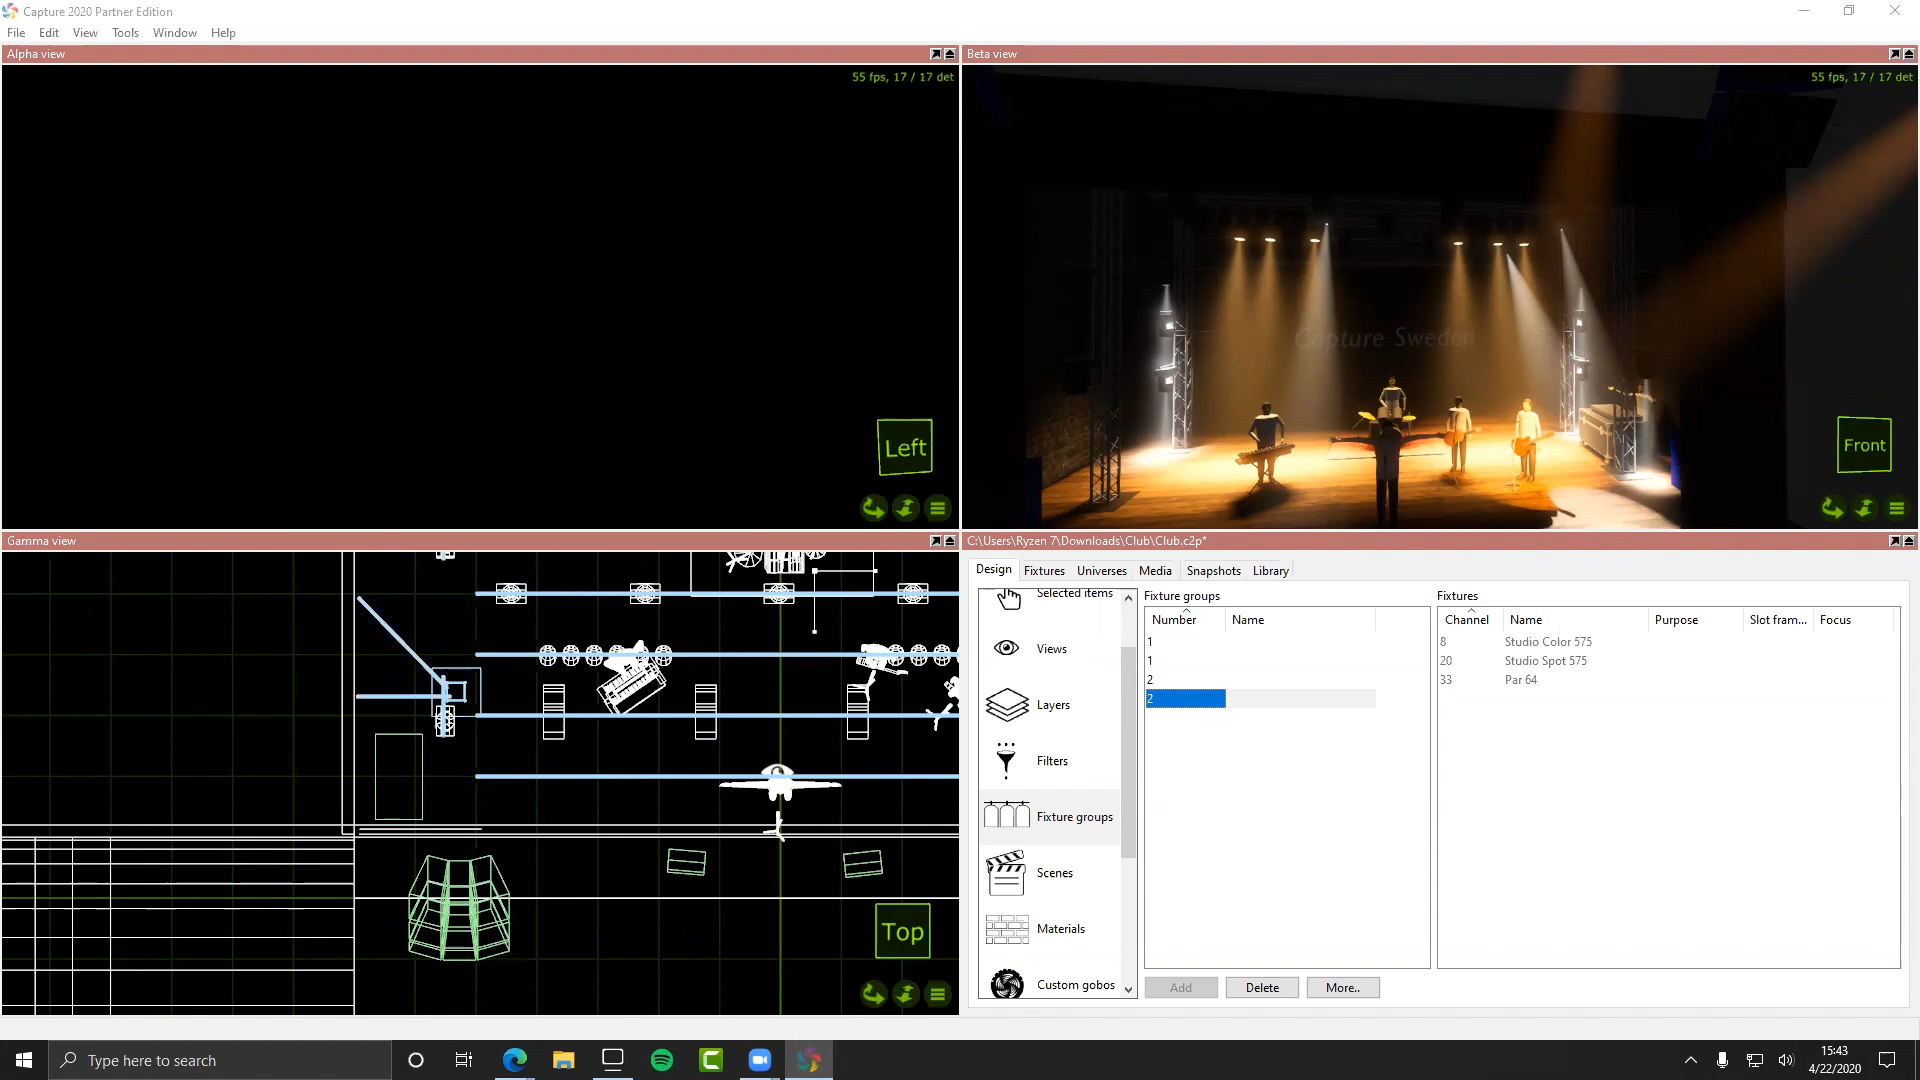 Capture 2020 Partner Edition
File Edit View Tools Window Help
Alpha view
55 fps, 17 / 17 det
Left
Beta view
55 fps, 17 / 17 det
Capture Sweden
Front
Gamma view
Top
C:\Users\Ryzen 7\Downloads\Club\Club.c2p*
Design Fixtures Universes Media Snapshots Library
Selected items
Views
Layers
Filters
Fixture groups
Scenes
Materials
Custom gobos
Fixture groups
Number Name
1
1
2
2
Add Delete More..
Fixtures
Channel Name Purpose Slot fram... Focus
8 Studio Color 575
20 Studio Spot 575
33 Par 64
Type here to search
15:43
4/22/2020